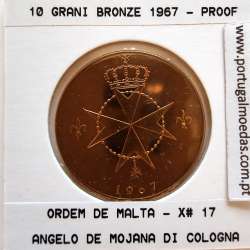 10 GRANI BRONZE 1967 - PROOF
1967
ORDEM DE MALTA - X# 17
ANGELO DE MOJANA DI COLOGNA
www.portugalmoedas.com.pt